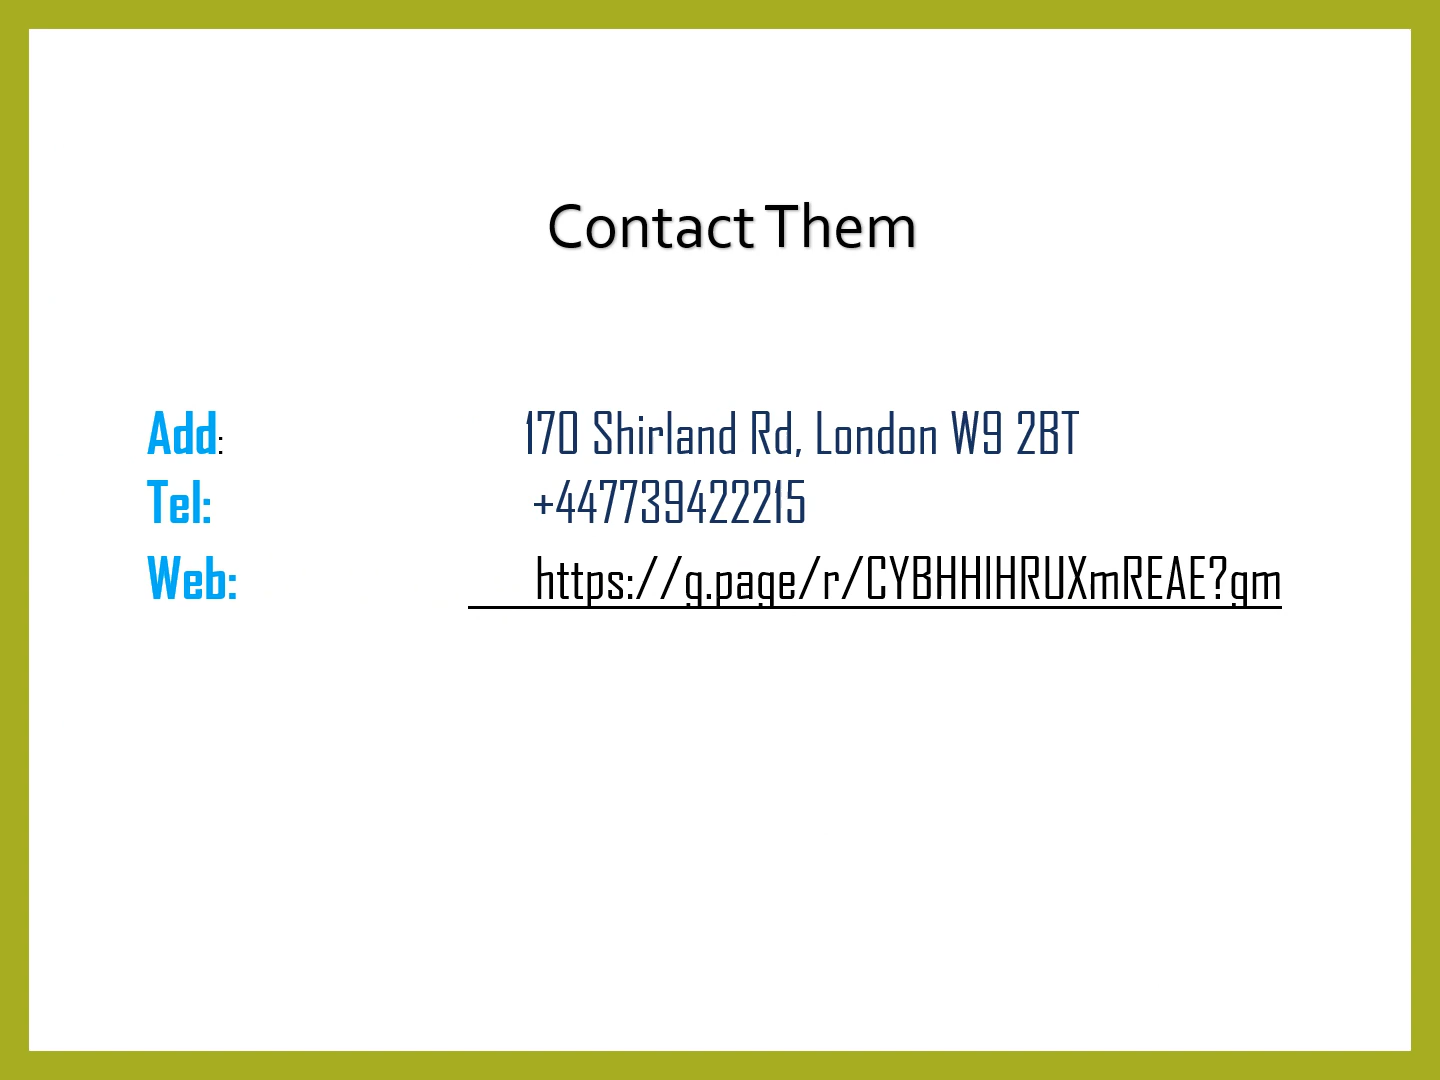 Contact Them
Add: 170 Shirland Rd, London W9 2BT
Tel: +447739422215
Web: https://g.page/r/CYBHHIHRUXmREAE?gm